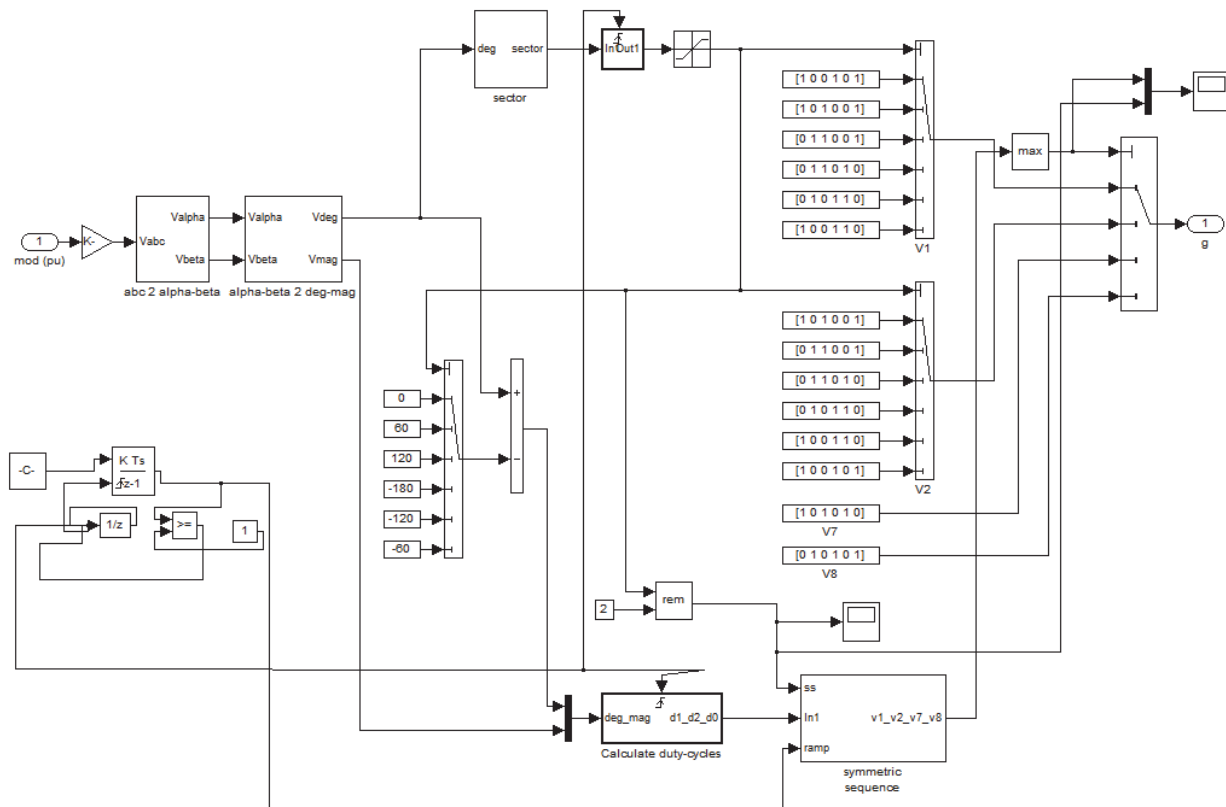 deg
sector
sector
In
Out1
[1 0 0 1 0 1]
[1 0 1 0 0 1]
[0 1 1 0 0 1]
[0 1 1 0 1 0]
[0 1 0 1 1 0]
[1 0 0 1 1 0]
V1
max
1
mod (pu)
K-
Vabc
Valpha
Vbeta
abc 2 alpha-beta
Valpha
Vbeta
Vdeg
Vmag
alpha-beta 2 deg-mag
1
g
[1 0 1 0 0 1]
[0 1 1 0 0 1]
[0 1 1 0 1 0]
[0 1 0 1 1 0]
[1 0 0 1 1 0]
[1 0 0 1 0 1]
V2
0
60
120
-180
-120
-60
+
−
-C-
K Ts
z-1
1/z
>=
1
[1 0 1 0 1 0]
V7
[0 1 0 1 0 1]
V8
2
rem
deg_mag
d1_d2_d0
Calculate duty-cycles
ss
In1
ramp
v1_v2_v7_v8
symmetric
sequence